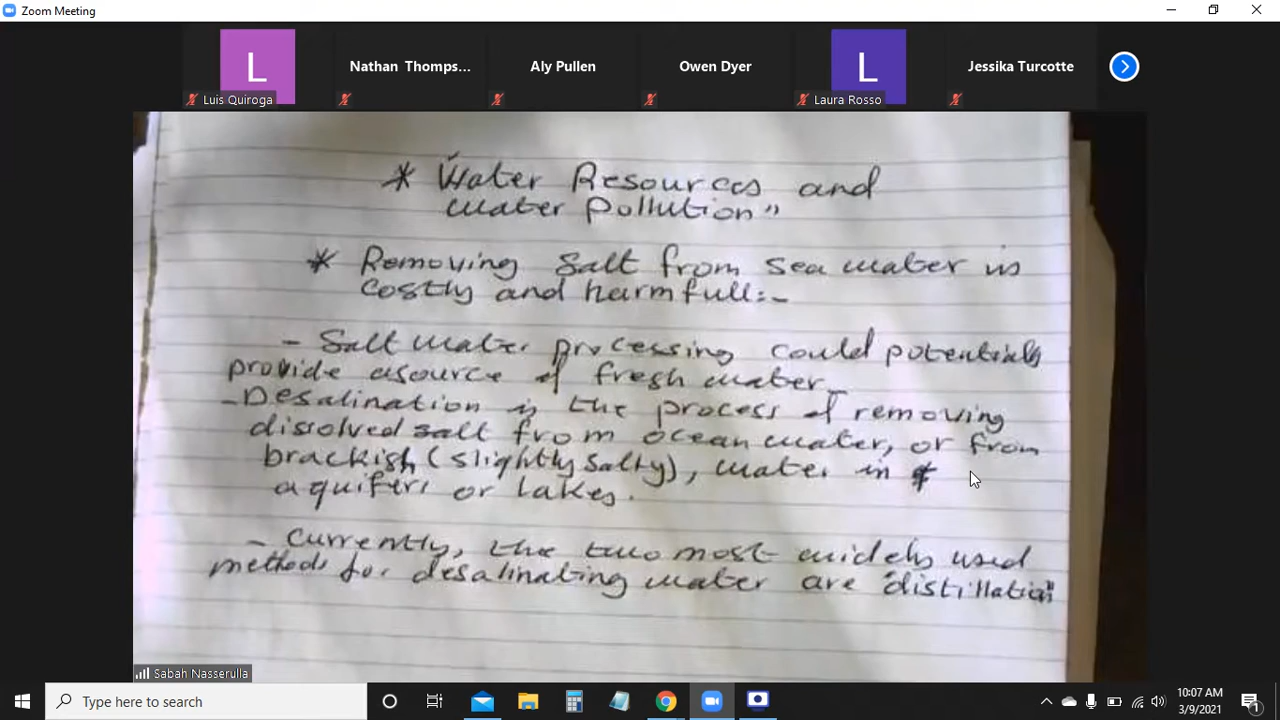 Zoom Meeting
L
Nathan Thomps...
Aly Pullen
Owen Dyer
L
Jessika Turcotte
Luis Quiroga
Laura Rosso
* "Water Resources and
water pollution"
* Removing salt from sea water is
costly and harmfull:-
- Salt water processing could potentially
provide a source of fresh water_
- Desalination is the process of removing
dissolved salt from ocean water, or from
brackish (slightly salty), water in
aquifers or lakes.
- Currently, the two most widely used
methods for desalinating water are "distillation"
Sabah Nasserulla
Type here to search
10:07 AM
3/9/2021
1